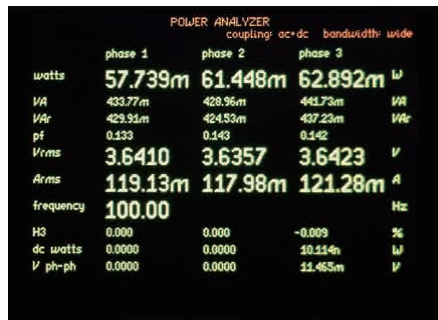 POWER ANALYZER
coupling: ac+dc bandwidth: wide
phase 1 phase 2 phase 3
watts 57.739m 61.448m 62.892m W
VA 433.77m 428.96m 441.73m VA
VAr 429.91m 424.53m 437.23m VAr
pf 0.133 0.143 0.142
Vrms 3.6410 3.6357 3.6423 V
Arms 119.13m 117.98m 121.28m A
frequency 100.00 Hz
H3 0.000 0.000 -0.009 %
dc watts 0.0000 0.0000 10.114n W
V ph-ph 0.0000 0.0000 11.465m V